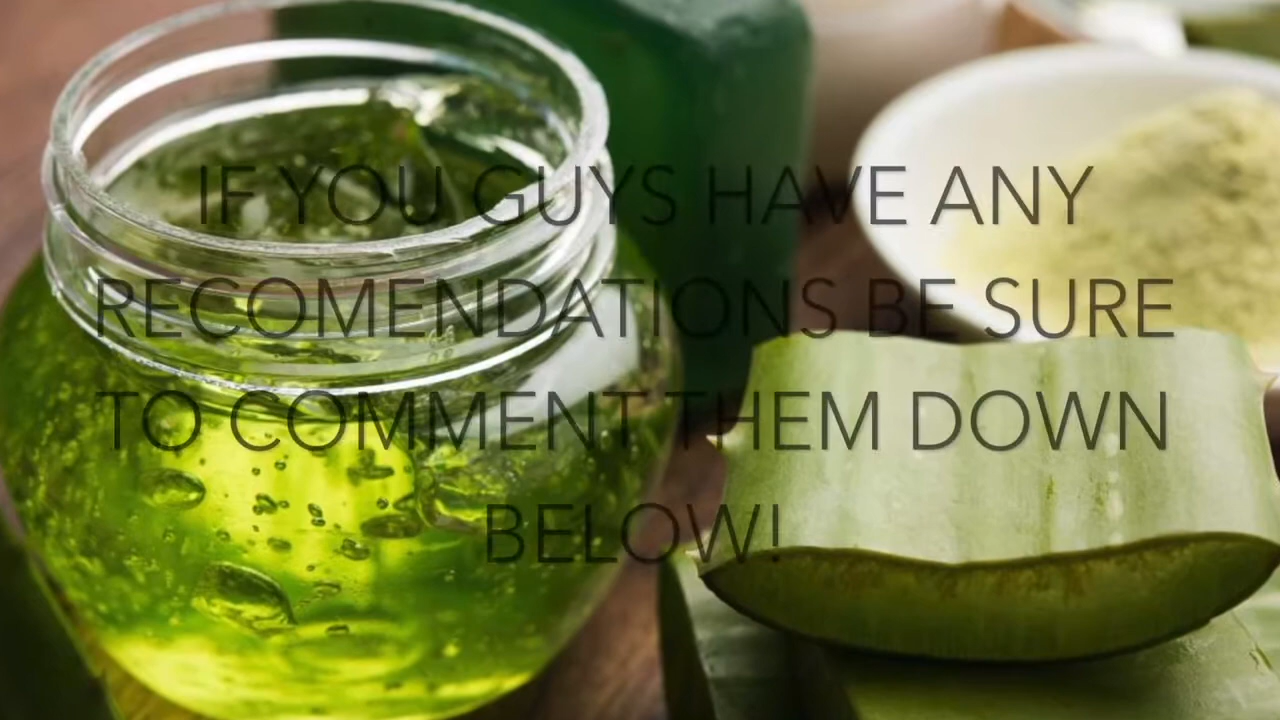 IF YOU GUYS HAVE ANY
RECOMENDATIONS BE SURE
TO COMMENT THEM DOWN
BELOW!